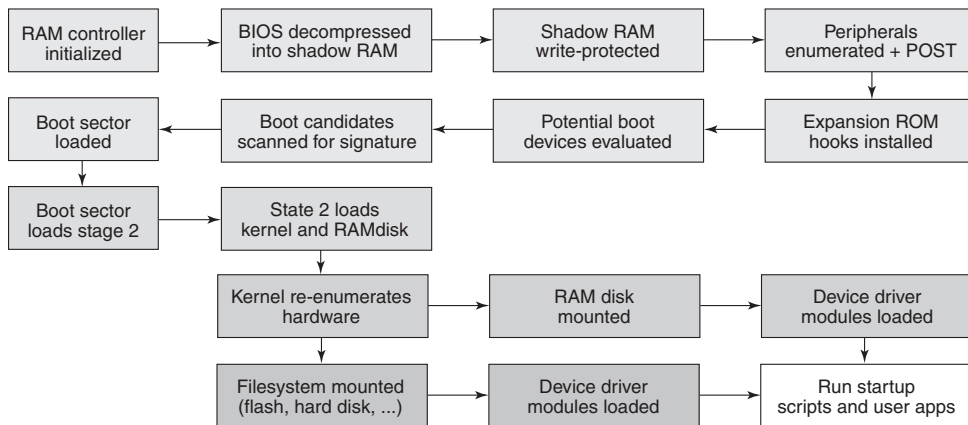 RAM controller
initialized
BIOS decompressed
into shadow RAM
Shadow RAM
write-protected
Peripherals
enumerated + POST
Expansion ROM
hooks installed
Potential boot
devices evaluated
Boot candidates
scanned for signature
Boot sector
loaded
Boot sector
loads stage 2
State 2 loads
kernel and RAMdisk
Kernel re-enumerates
hardware
RAM disk
mounted
Device driver
modules loaded
Filesystem mounted
(flash, hard disk, ...)
Device driver
modules loaded
Run startup
scripts and user apps